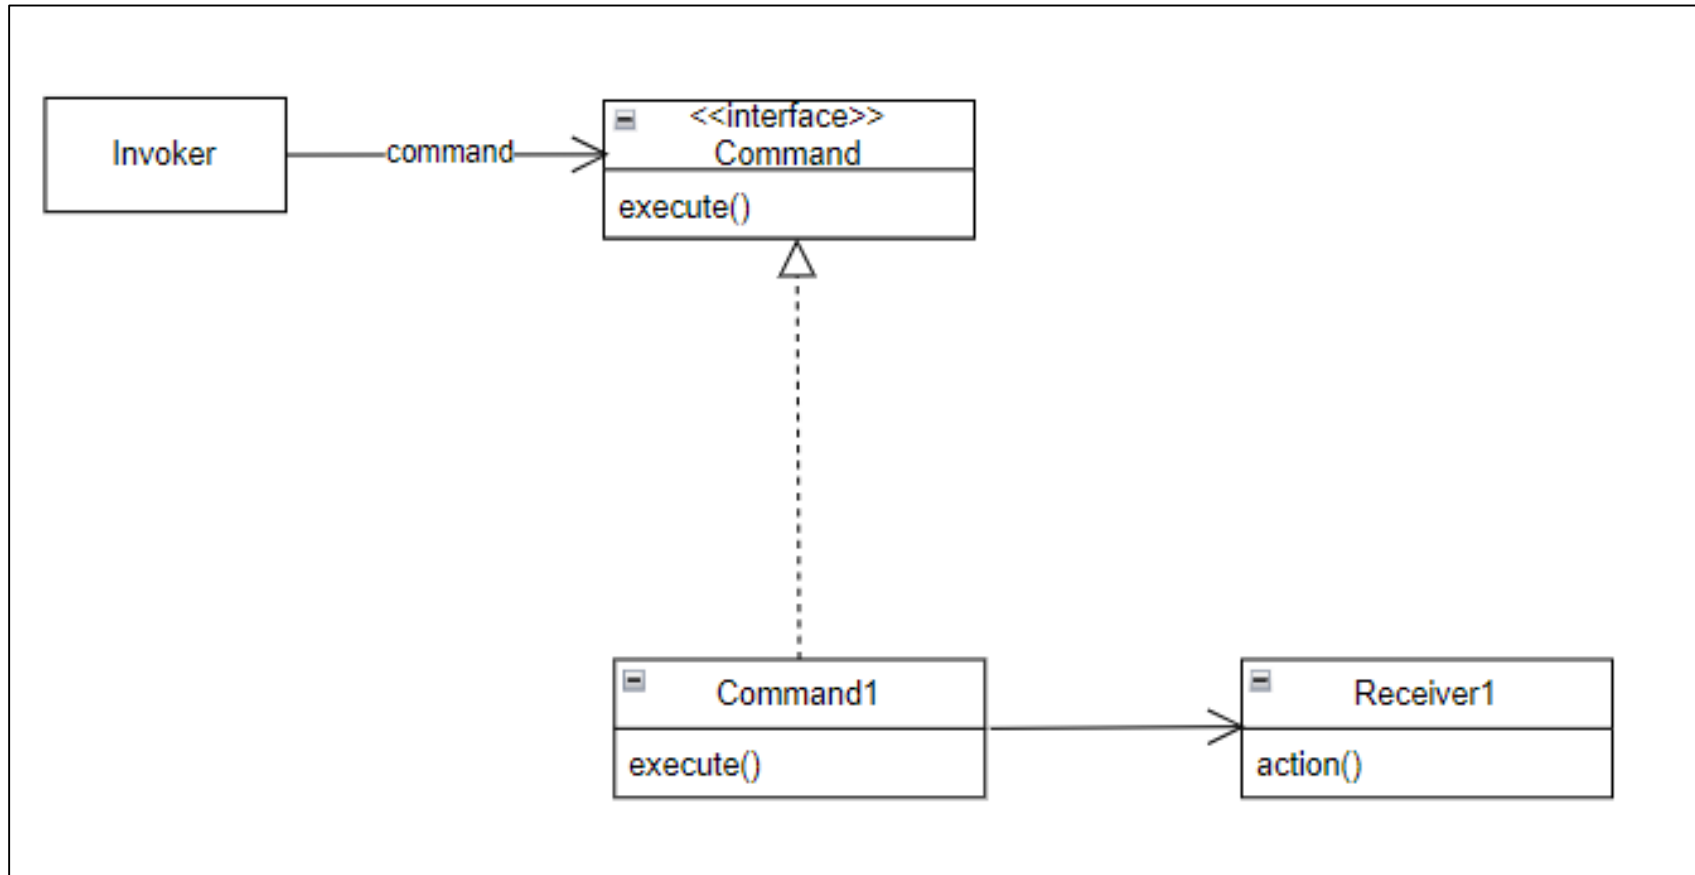 Invoker
command
<<interface>>
Command
execute()
Command1
execute()
Receiver1
action()